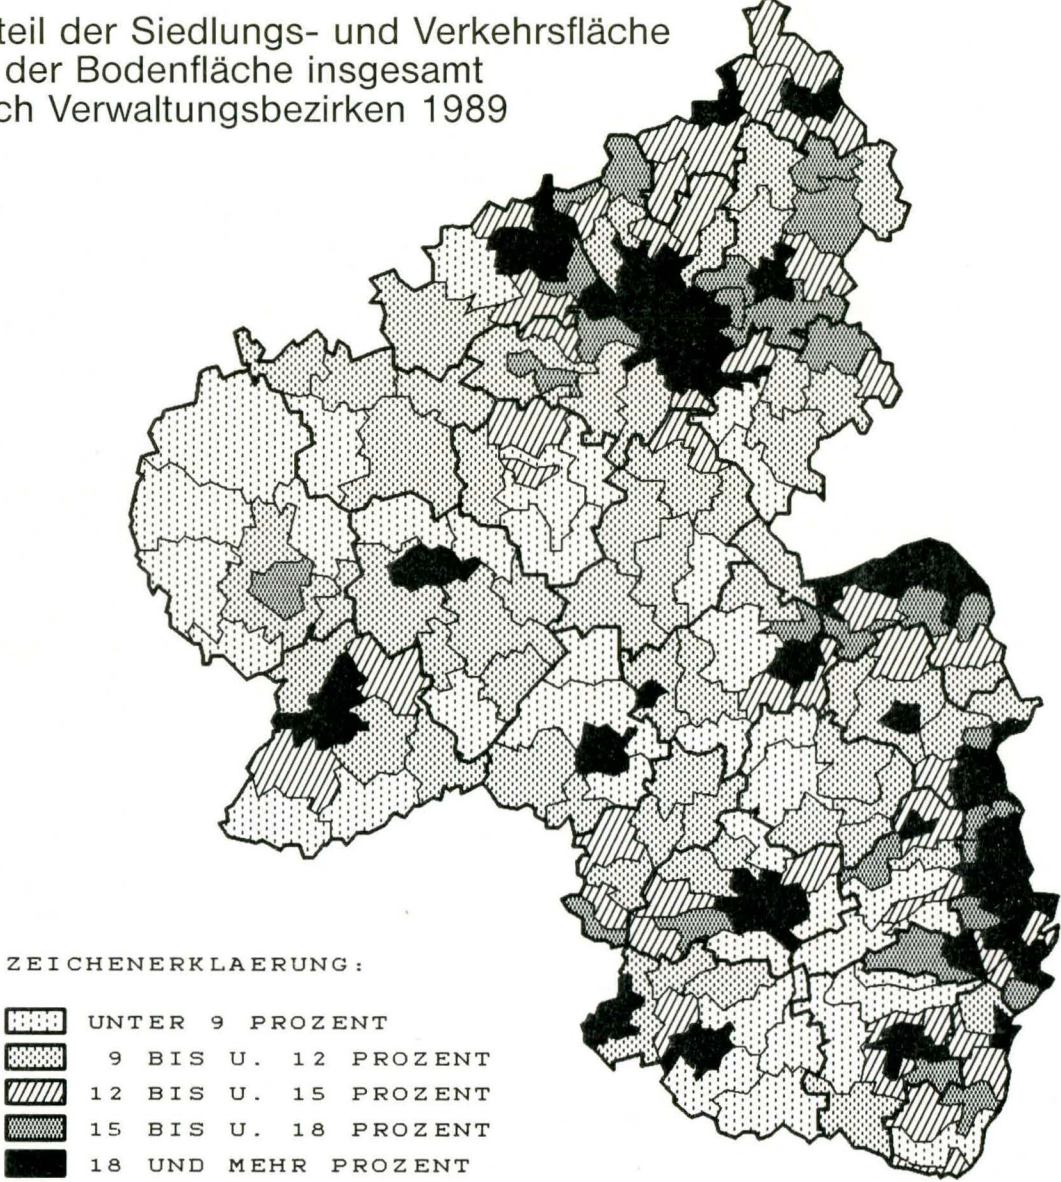 teil der Siedlungs- und Verkehrsfläche
der Bodenfläche insgesamt
ch Verwaltungsbezirken 1989
ZEICHENERKLAERUNG:
UNTER 9 PROZENT
9 BIS U. 12 PROZENT
12 BIS U. 15 PROZENT
15 BIS U. 18 PROZENT
18 UND MEHR PROZENT